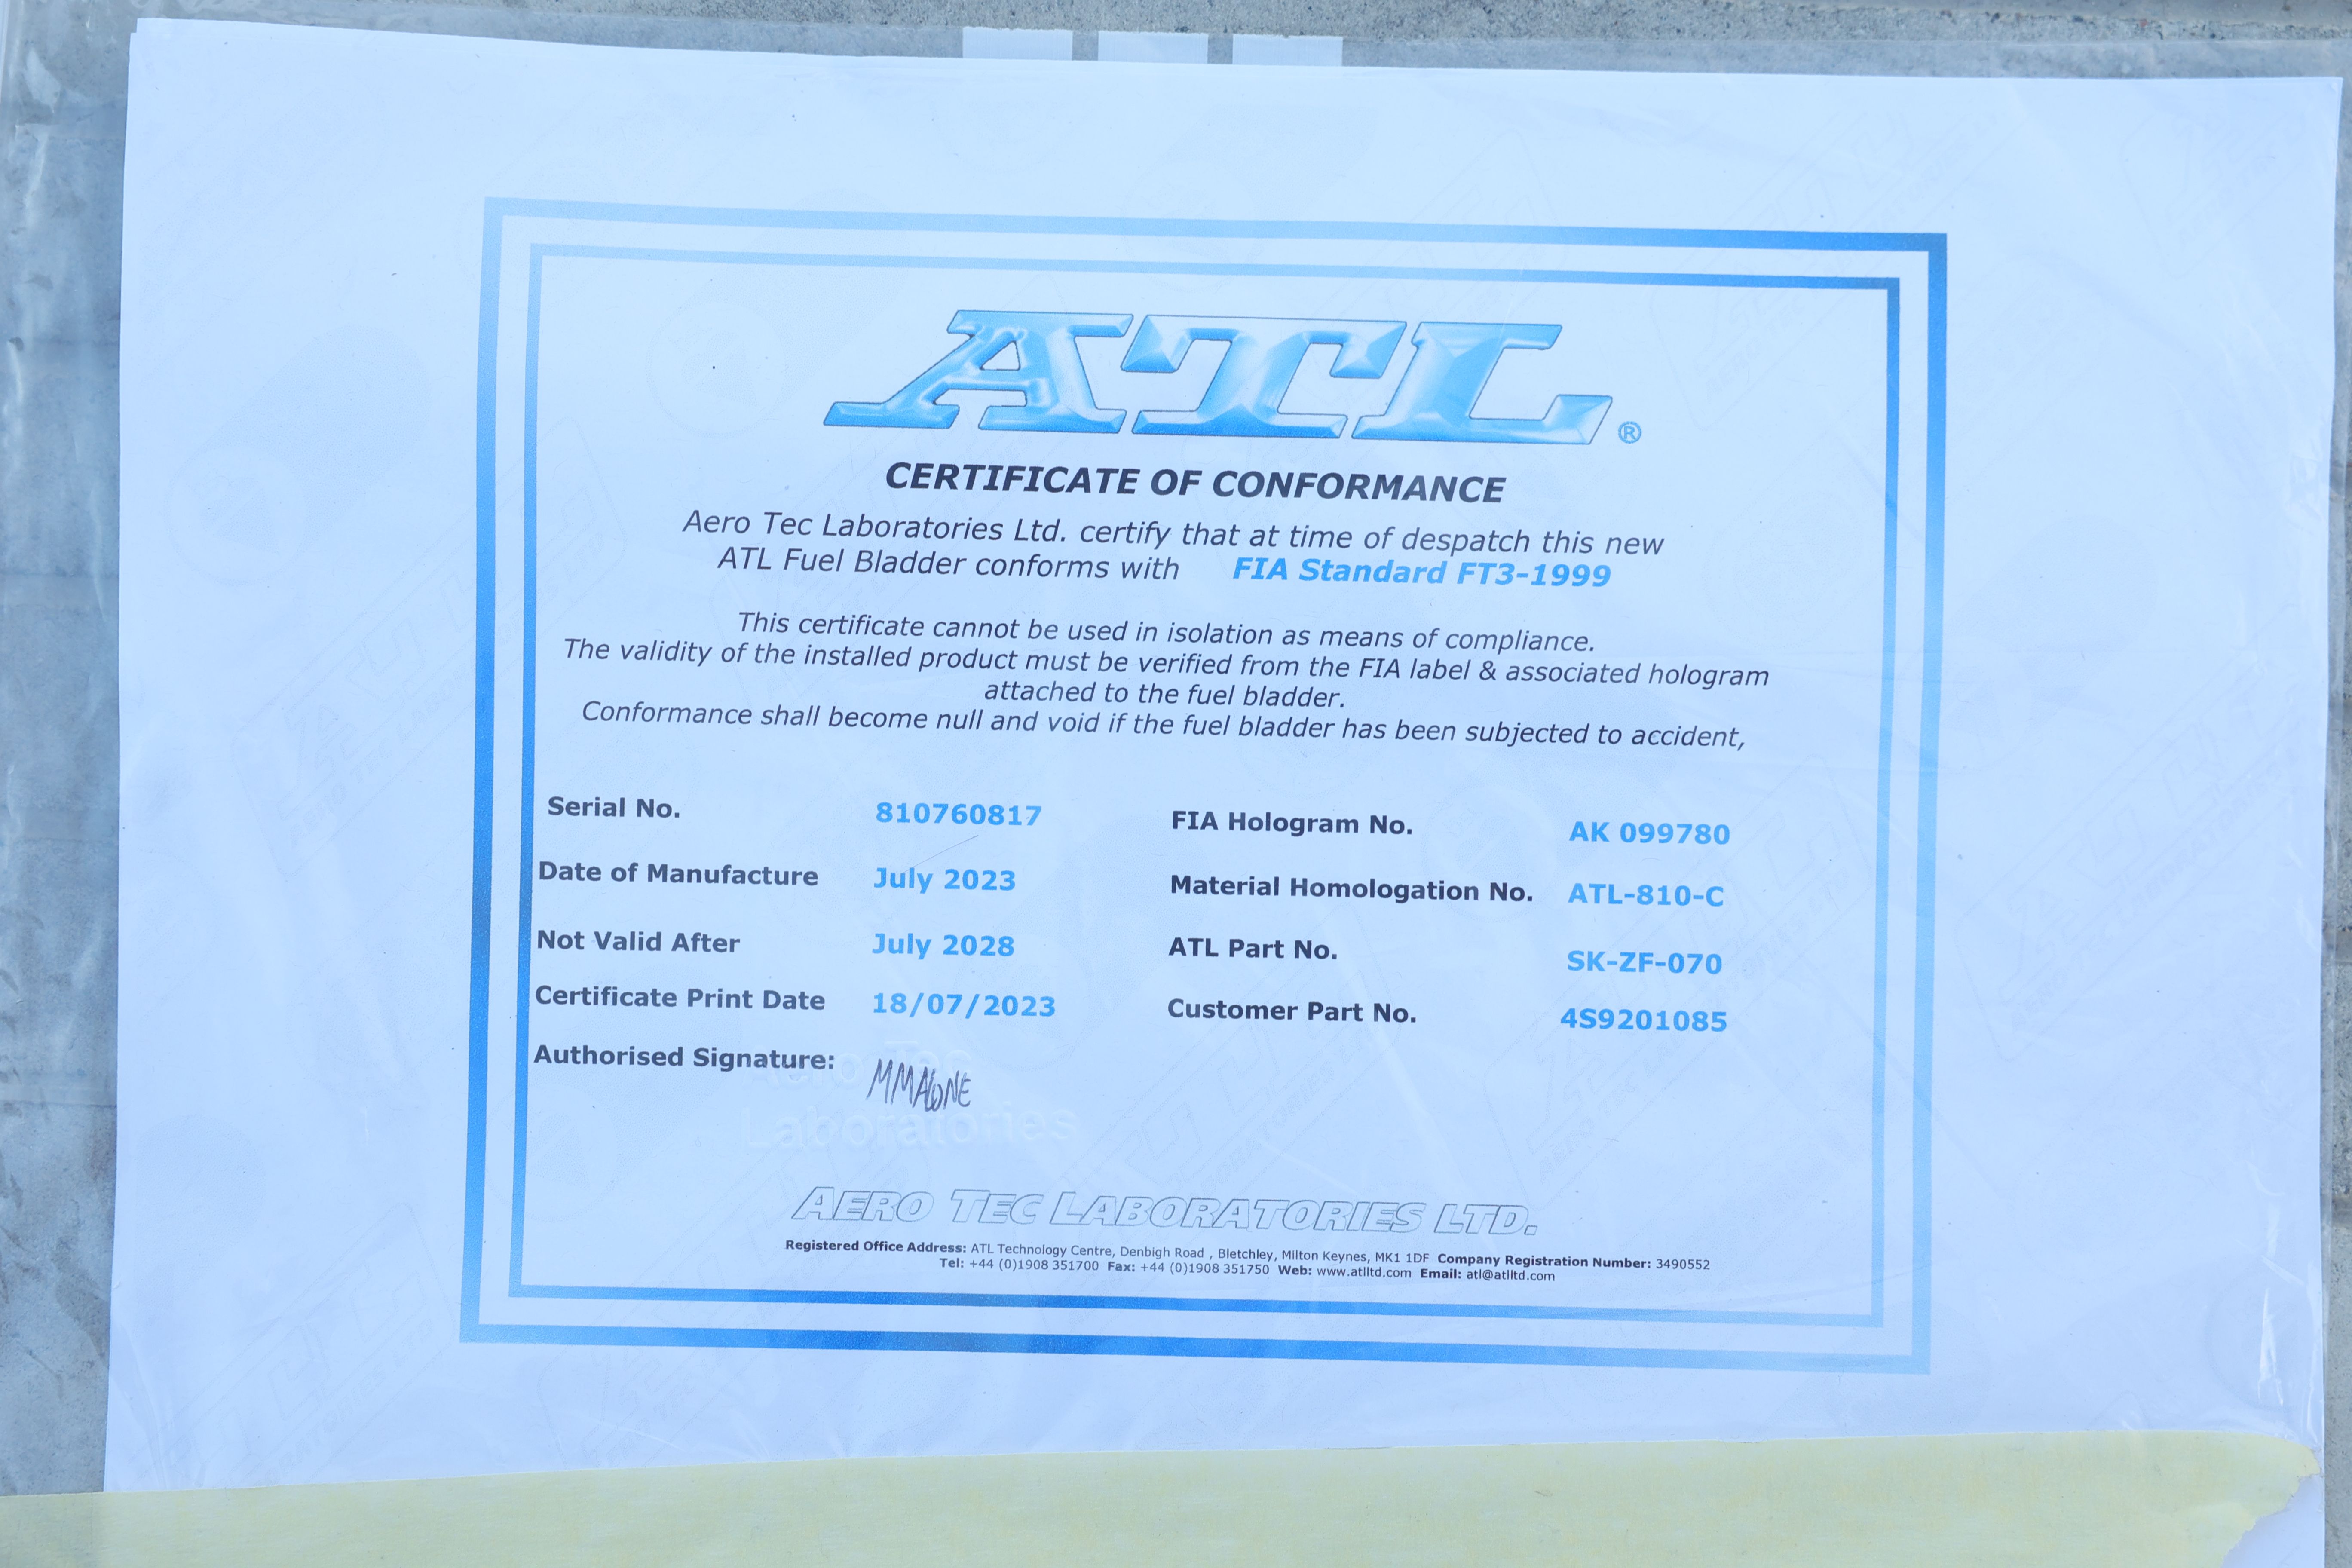 ATL®
CERTIFICATE OF CONFORMANCE
Aero Tec Laboratories Ltd. certify that at time of despatch this new
ATL Fuel Bladder conforms with FIA Standard FT3-1999
This certificate cannot be used in isolation as means of compliance.
The validity of the installed product must be verified from the FIA label & associated hologram
attached to the fuel bladder.
Conformance shall become null and void if the fuel bladder has been subjected to accident,
Serial No. 810760817 FIA Hologram No. AK 099780
Date of Manufacture July 2023 Material Homologation No. ATL-810-C
Not Valid After July 2028 ATL Part No. SK-ZF-070
Certificate Print Date 18/07/2023 Customer Part No. 4S9201085
Authorised Signature: MMALONE
Aero Tec
Laboratories
AERO TEC LABORATORIES LTD.
Registered Office Address: ATL Technology Centre, Denbigh Road , Bletchley, Milton Keynes, MK1 1DF Company Registration Number: 3490552
Tel: +44 (0)1908 351700 Fax: +44 (0)1908 351750 Web: www.atlltd.com Email: atl@atlltd.com